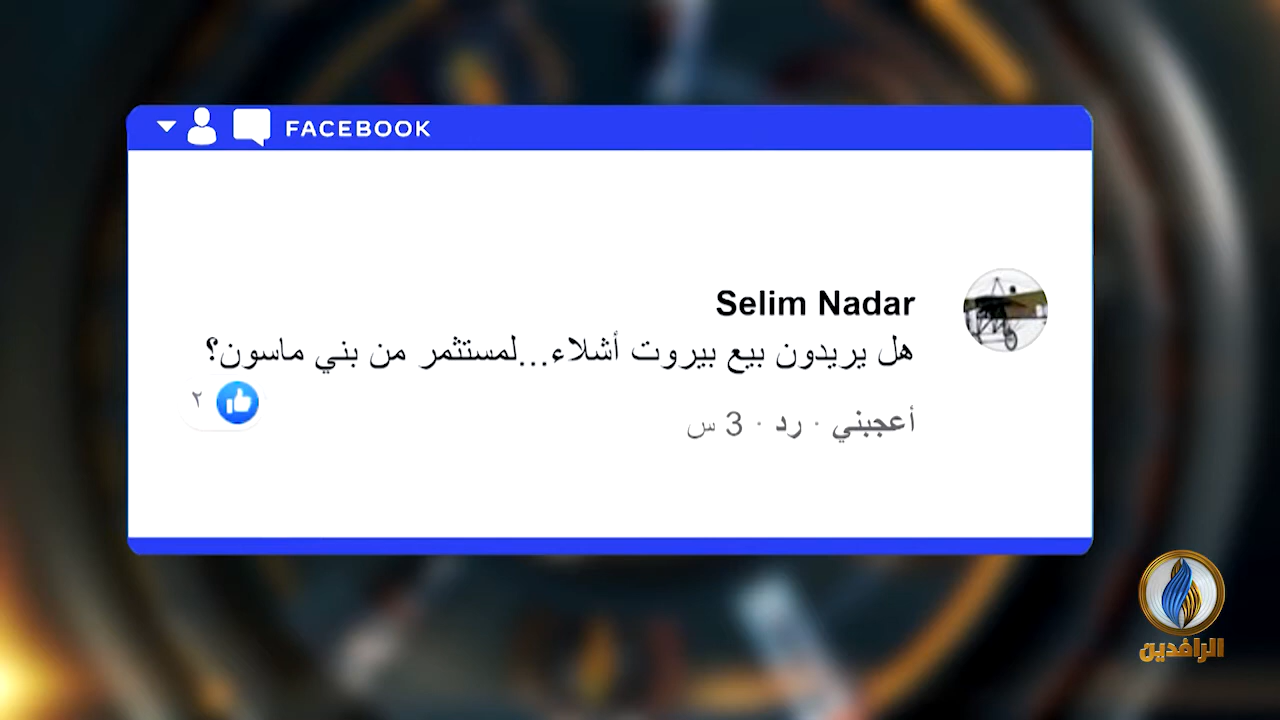 FACEBOOK
Selim Nadar
هل يريدون بيع بيروت أشلاء...لمستثمر من بني ماسون؟
٢
أعجبني · رد · 3 س
الرافدين